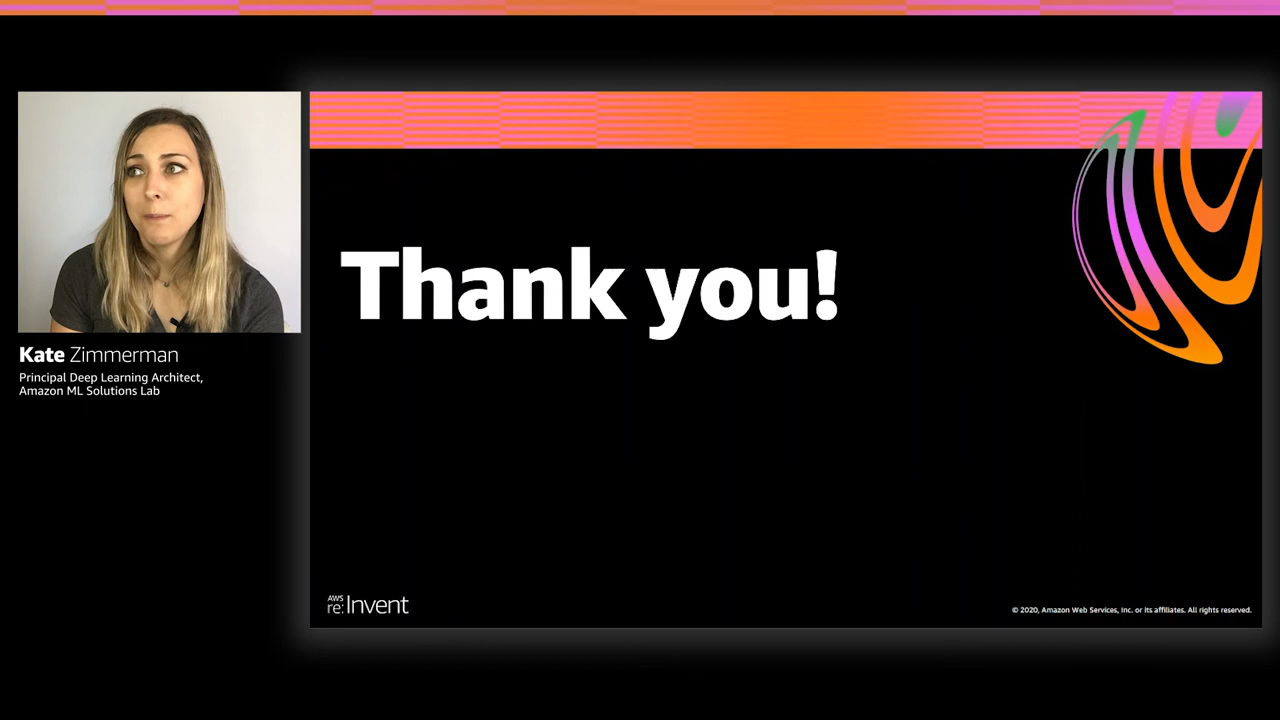 Kate Zimmerman
Principal Deep Learning Architect,
Amazon ML Solutions Lab
Thank you!
AWS
re:Invent
© 2020, Amazon Web Services, Inc. or its affiliates. All rights reserved.